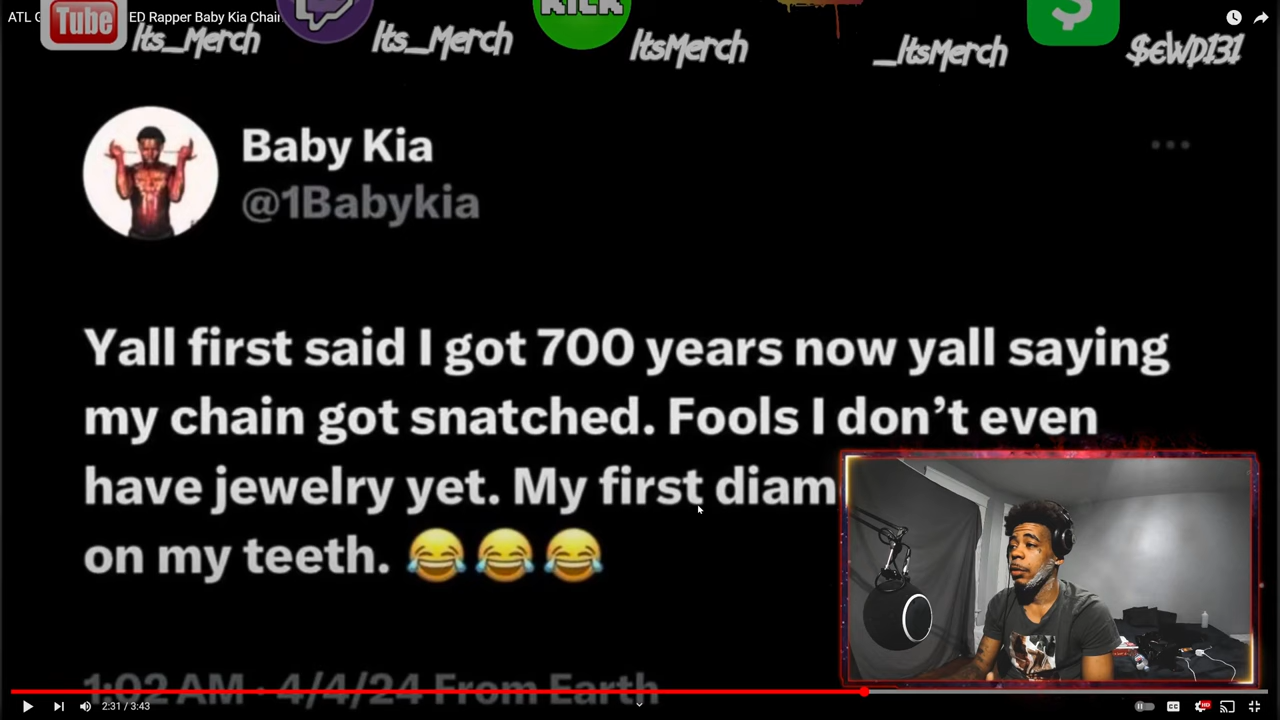 ATL G ED Rapper Baby Kia Chain
Tube
KICK
$
Its_Merch
Its_Merch
ItsMerch
_ItsMerch
$EWD131
Baby Kia
@1Babykia
Yall first said I got 700 years now yall saying
my chain got snatched. Fools I don't even
have jewelry yet. My first diam
on my teeth. 😂😂😂
1:02 AM · 4/4/24 From Earth
2:31 / 3:43
CC
HD